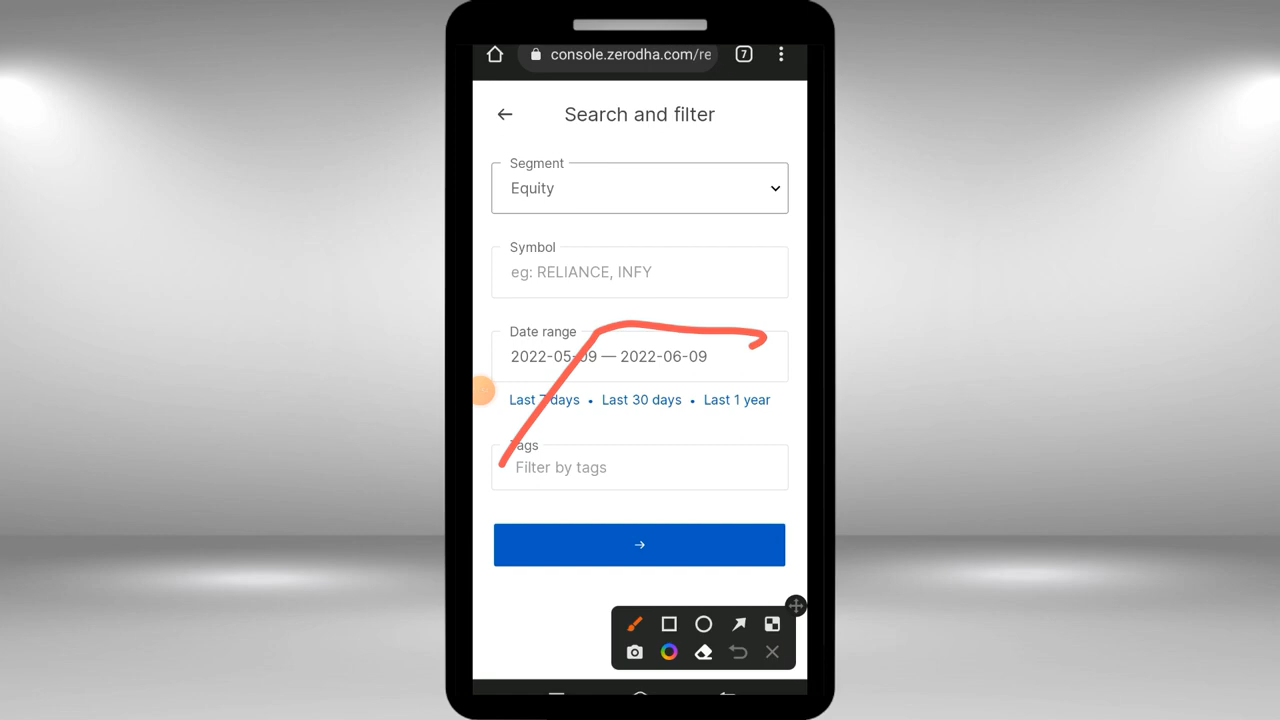 console.zerodha.com/re
7
Search and filter
Segment
Equity
Symbol
eg: RELIANCE, INFY
Date range
2022-05-09 — 2022-06-09
Last 7 days • Last 30 days • Last 1 year
Tags
Filter by tags